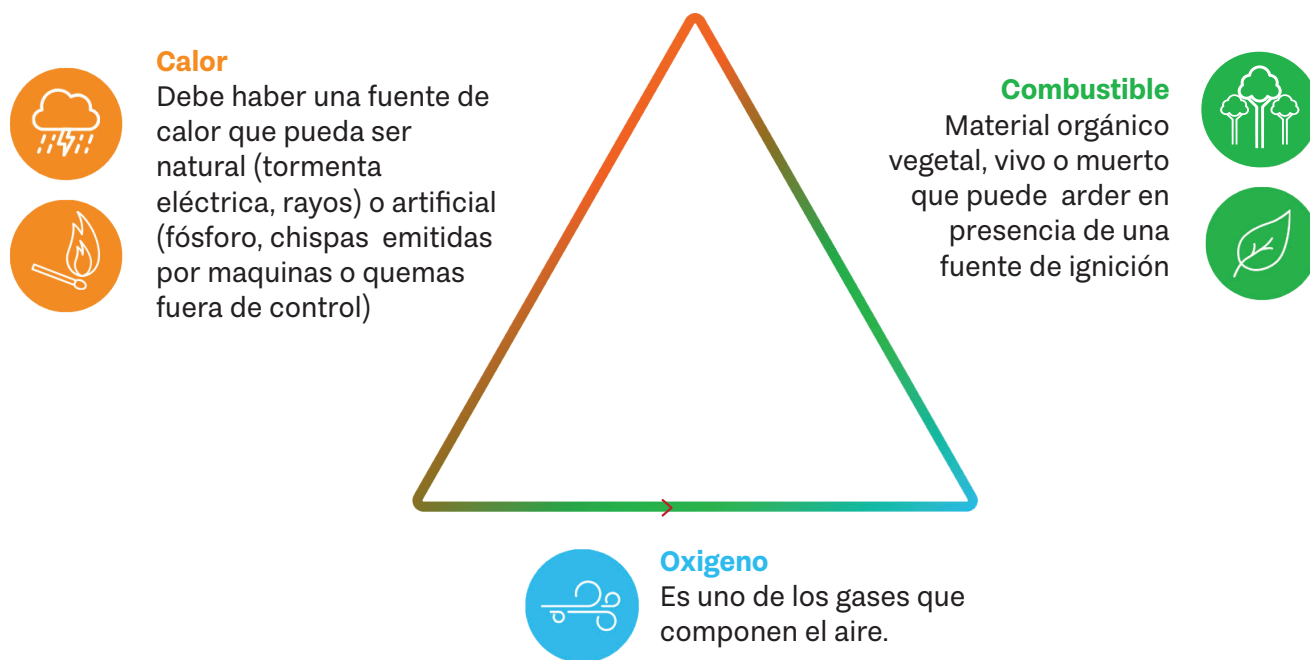 Calor
Debe haber una fuente de
calor que pueda ser
natural (tormenta
eléctrica, rayos) o artificial
(fósforo, chispas emitidas
por maquinas o quemas
fuera de control)
Combustible
Material orgánico
vegetal, vivo o muerto
que puede arder en
presencia de una
fuente de ignición
Oxigeno
Es uno de los gases que
componen el aire.